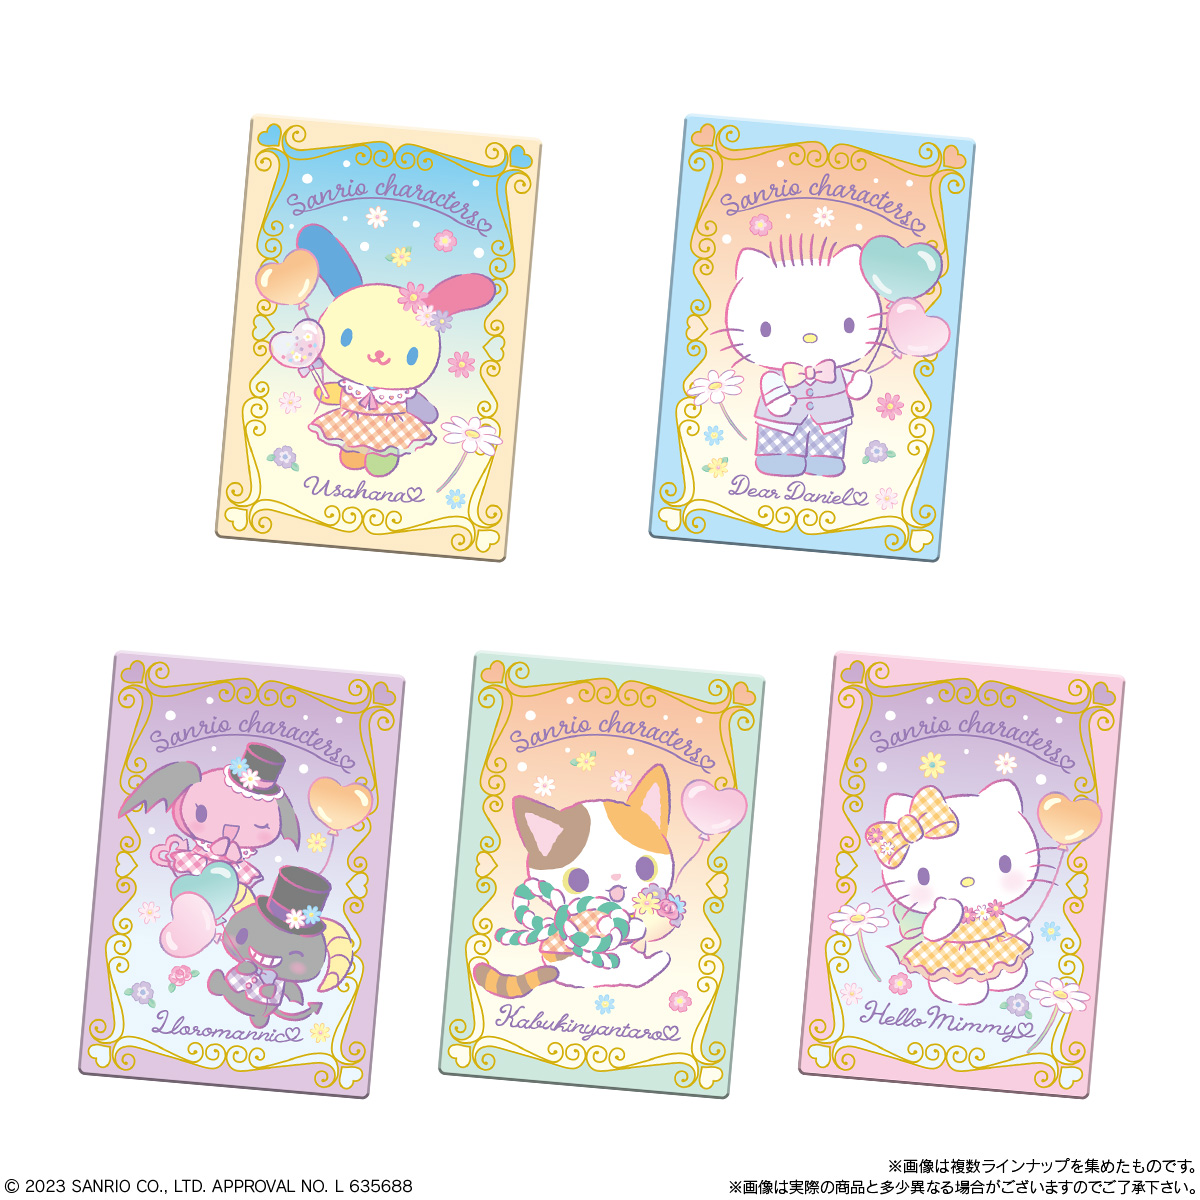 Sanrio characters
Usahana
Sanrio characters
Dear Daniel
Sanrio characters
Lloromannic
Sanrio characters
Kabukinyantaro
Sanrio characters
Hello Mimmy
※画像は複数ラインナップを集めたものです。
© 2023 SANRIO CO., LTD. APPROVAL NO. L 635688
※画像は実際の商品と多少異なる場合がございますのでご了承下さい。